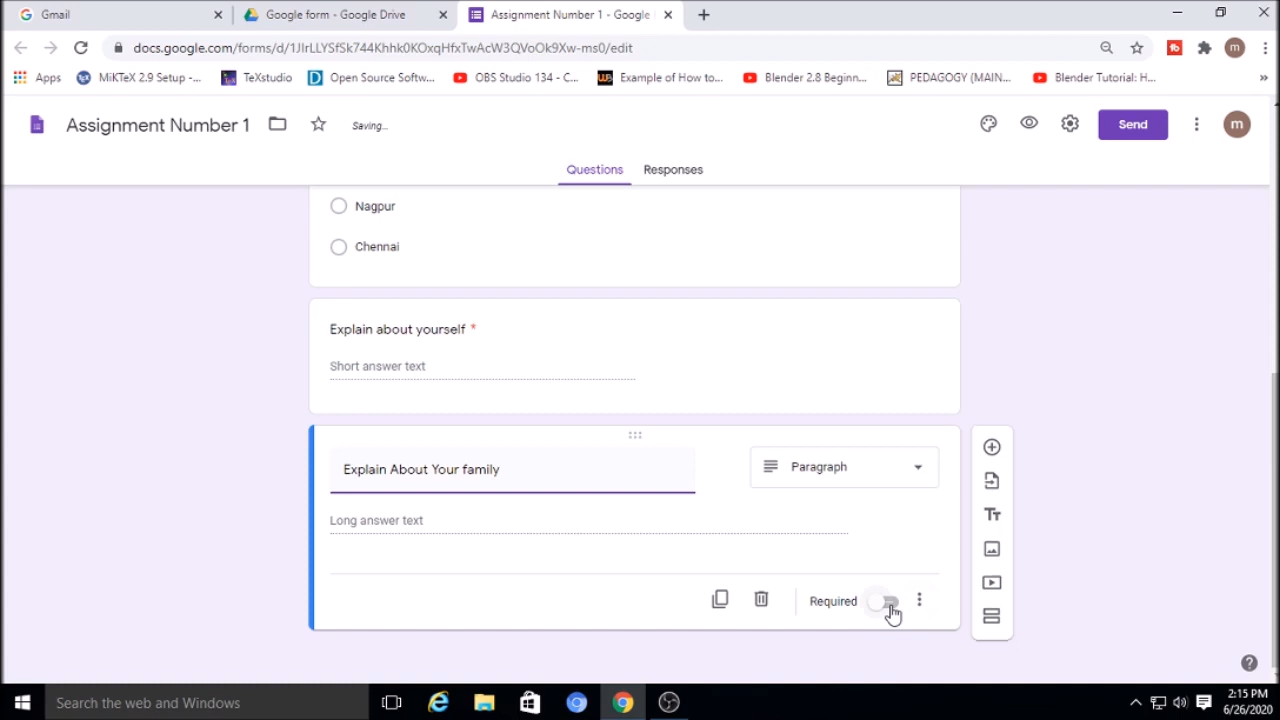 Gmail
Google form - Google Drive
Assignment Number 1 - Google
docs.google.com/forms/d/1JIrLLYSfSk744Khhk0KOxqHfxTwAcW3QVoOk9Xw-ms0/edit
Apps
MiKTeX 2.9 Setup -...
TeXstudio
Open Source Softw...
OBS Studio 134 - C...
Example of How to...
Blender 2.8 Beginn...
PEDAGOGY (MAIN...
Blender Tutorial: H...
»
Assignment Number 1
Saving...
Send
m
Questions
Responses
Nagpur
Chennai
Explain about yourself *
Short answer text
Explain About Your family
Paragraph
Long answer text
Required
Search the web and Windows
2:15 PM
6/26/2020